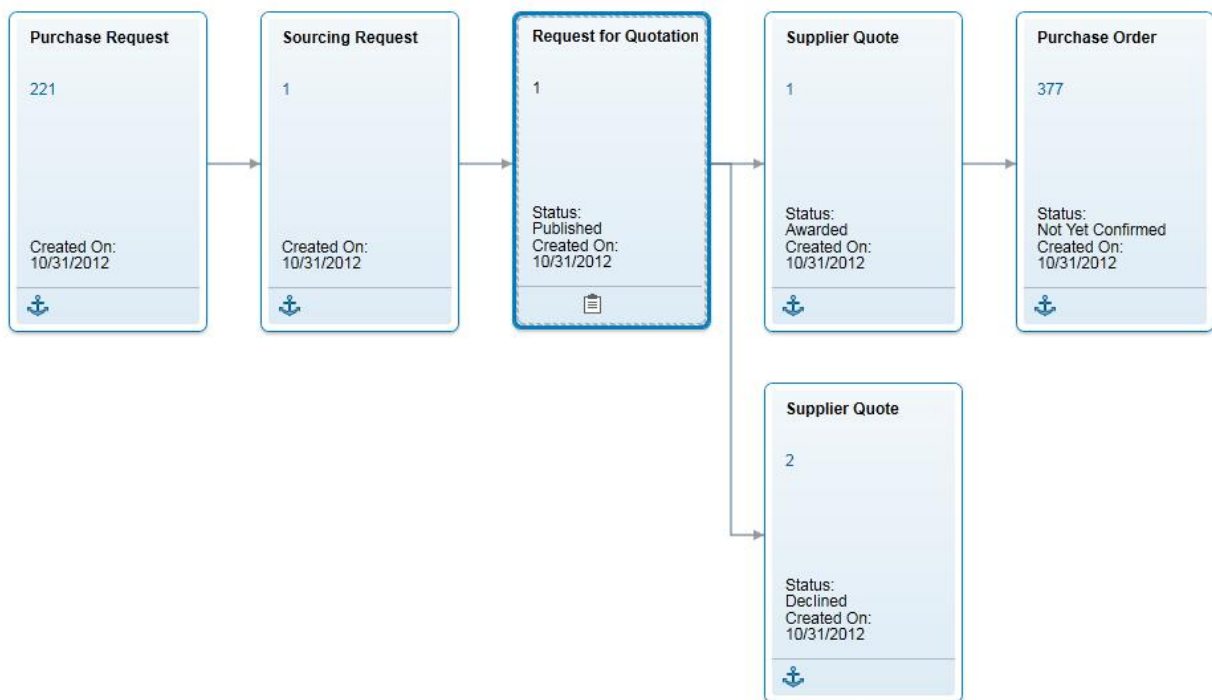 Purchase Request
221
Created On:
10/31/2012
Sourcing Request
1
Created On:
10/31/2012
Request for Quotation
1
Status:
Published
Created On:
10/31/2012
Supplier Quote
1
Status:
Awarded
Created On:
10/31/2012
Purchase Order
377
Status:
Not Yet Confirmed
Created On:
10/31/2012
Supplier Quote
2
Status:
Declined
Created On:
10/31/2012